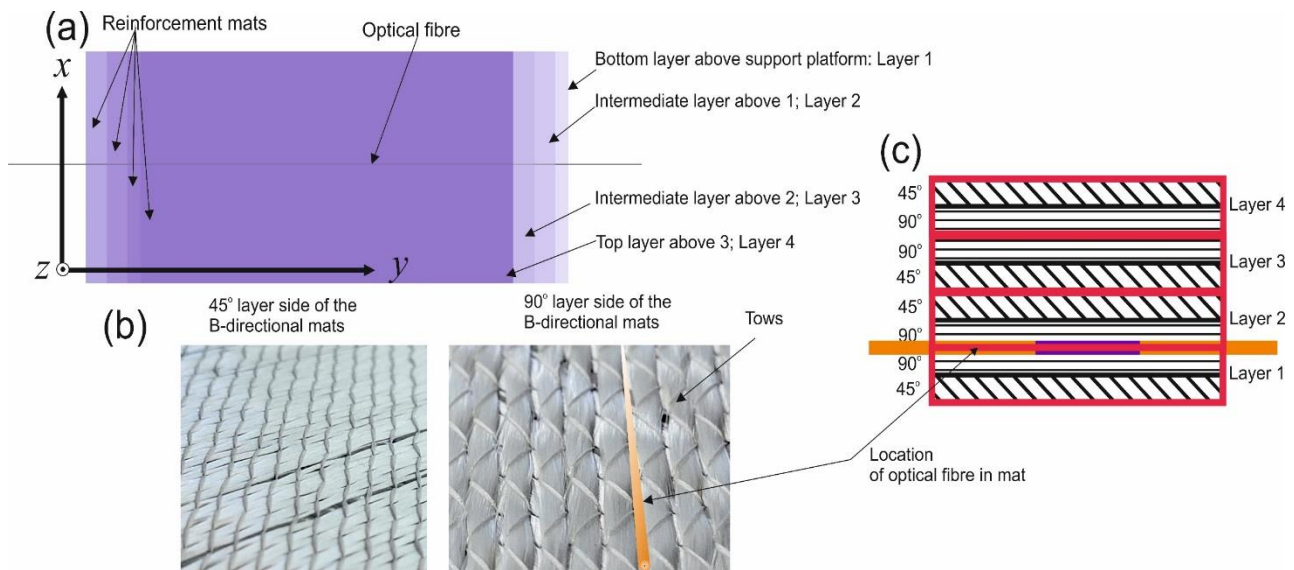 (a)
Reinforcement mats
Optical fibre
x
Bottom layer above support platform: Layer 1
Intermediate layer above 1; Layer 2
(c)
45° Layer 4
90°
90° Layer 3
45°
45° Layer 2
90°
90° Layer 1
45°
Intermediate layer above 2; Layer 3
Top layer above 3; Layer 4
z
y
(b)
45° layer side of the
B-directional mats
90° layer side of the
B-directional mats
Tows
Location
of optical fibre in mat